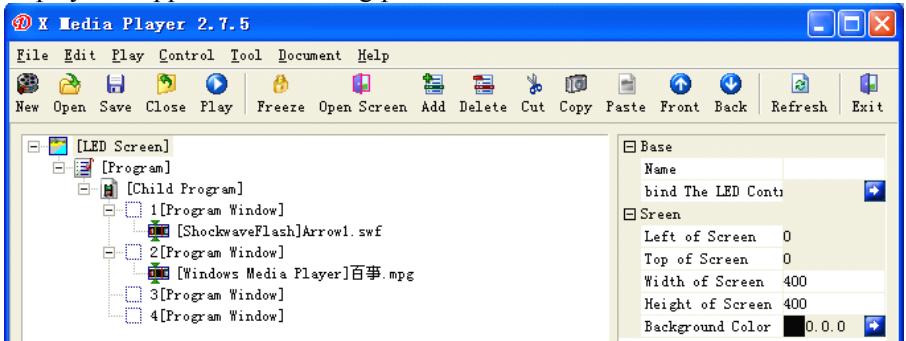 X Media Player 2.7.5
File Edit Play Control Tool Document Help
New Open Save Close Play Freeze Open Screen Add Delete Cut Copy Paste Front Back Refresh Exit
[LED Screen]
[Program]
[Child Program]
1[Program Window]
[ShockwaveFlash]Arrow1.swf
2[Program Window]
[Windows Media Player]百事.mpg
3[Program Window]
4[Program Window]
Base
Name
bind The LED Conti
Sreen
Left of Screen 0
Top of Screen 0
Width of Screen 400
Height of Screen 400
Background Color 0.0.0